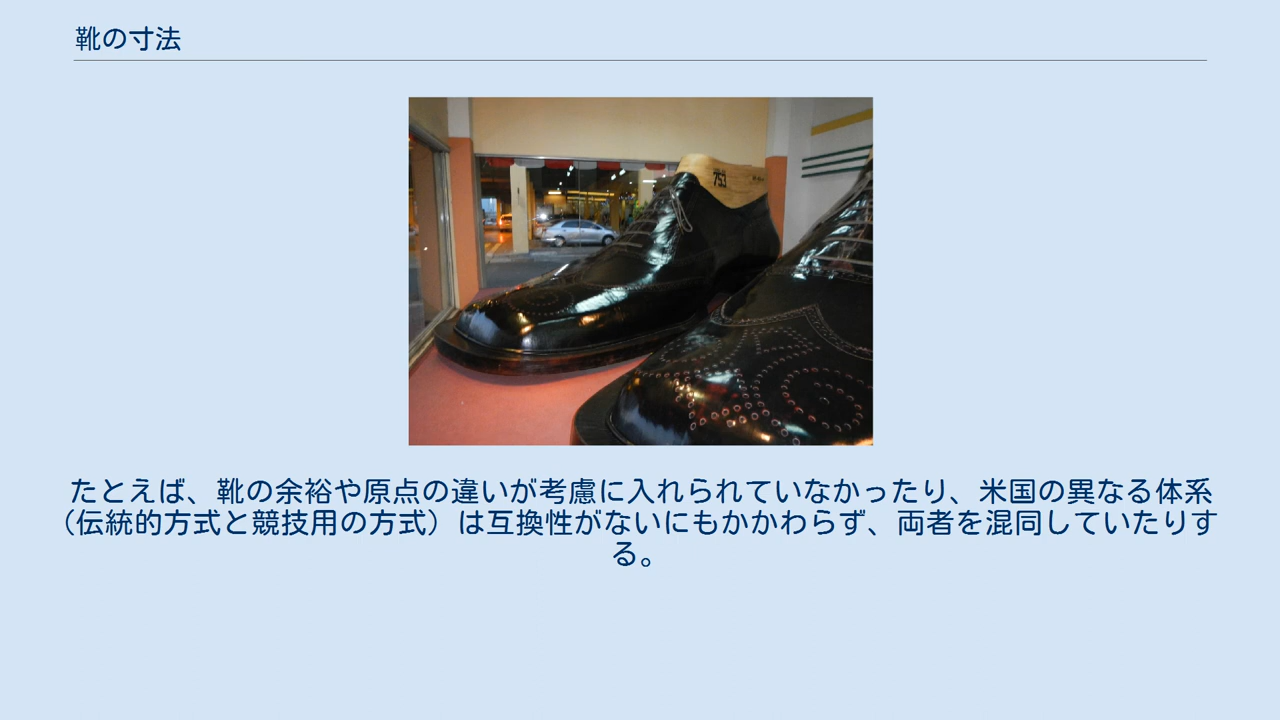 靴の寸法
753
たとえば、靴の余裕や原点の違いが考慮に入れられていなかったり、米国の異なる体系
（伝統的方式と競技用の方式）は互換性がないにもかかわらず、両者を混同していたりす
る。